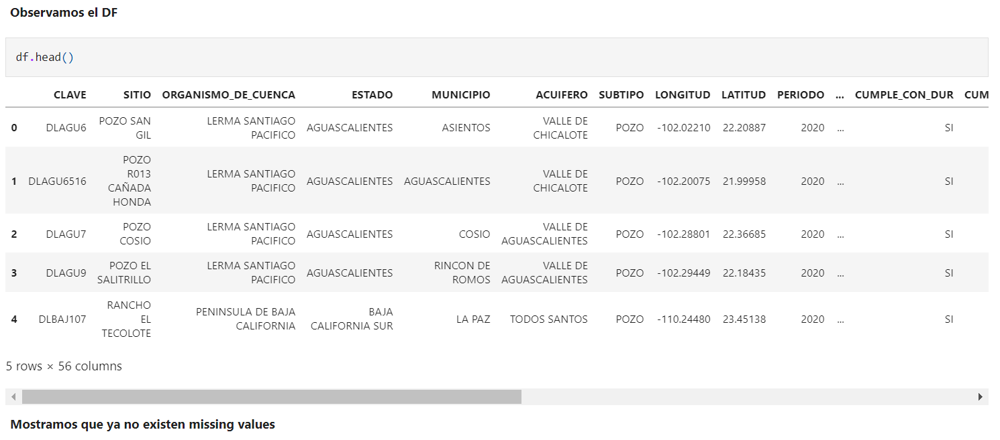 Observamos el DF
df.head()
CLAVE SITIO ORGANISMO_DE_CUENCA ESTADO MUNICIPIO ACUIFERO SUBTIPO LONGITUD LATITUD PERIODO ... CUMPLE_CON_DUR CUM
0 DLAGU6 POZO SAN GIL LERMA SANTIAGO PACIFICO AGUASCALIENTES ASIENTOS VALLE DE CHICALOTE POZO -102.02210 22.20887 2020 ... SI
1 DLAGU6516 POZO R013 CAÑADA HONDA LERMA SANTIAGO PACIFICO AGUASCALIENTES AGUASCALIENTES VALLE DE CHICALOTE POZO -102.20075 21.99958 2020 ... SI
2 DLAGU7 POZO COSIO LERMA SANTIAGO PACIFICO AGUASCALIENTES COSIO VALLE DE AGUASCALIENTES POZO -102.28801 22.36685 2020 ... SI
3 DLAGU9 POZO EL SALITRILLO LERMA SANTIAGO PACIFICO AGUASCALIENTES RINCON DE ROMOS VALLE DE AGUASCALIENTES POZO -102.29449 22.18435 2020 ... SI
4 DLBAJ107 RANCHO EL TECOLOTE PENINSULA DE BAJA CALIFORNIA BAJA CALIFORNIA SUR LA PAZ TODOS SANTOS POZO -110.24480 23.45138 2020 ... SI
5 rows × 56 columns
Mostramos que ya no existen missing values